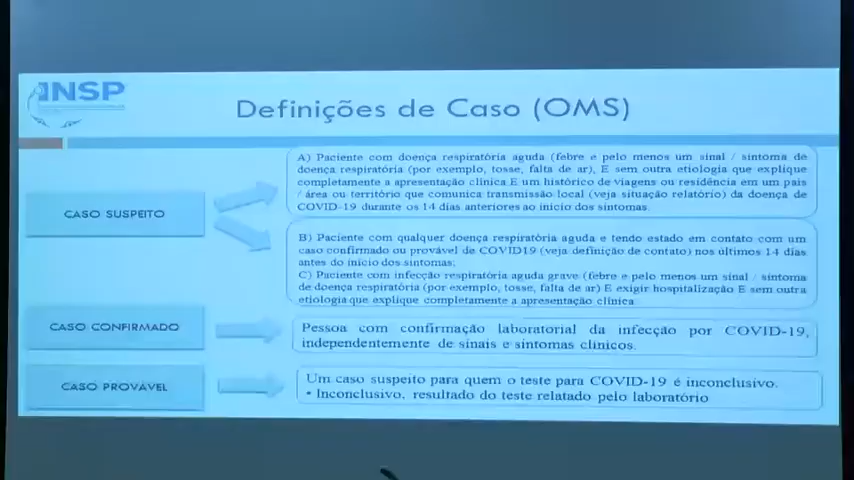 INSP
Definições de Caso (OMS)
CASO SUSPEITO
A) Paciente com doença respiratória aguda (febre e pelo menos um sinal / sintoma de
doença respiratória (por exemplo, tosse, falta de ar), E sem outra etiologia que explique
completamente a apresentação clínica E um histórico de viagens ou residência em um país
/ área ou território que comunica transmissão local (veja situação relatório) da doença de
COVID-19 durante os 14 dias anteriores ao início dos sintomas.
B) Paciente com qualquer doença respiratória aguda e tendo estado em contato com um
caso confirmado ou provável de COVID19 (veja definição de contato) nos últimos 14 dias
antes do início dos sintomas;
C) Paciente com infecção respiratória aguda grave (febre e pelo menos um sinal / sintoma
de doença respiratória (por exemplo, tosse, falta de ar) E exigir hospitalização E sem outra
etiologia que explique completamente a apresentação clínica
CASO CONFIRMADO
Pessoa com confirmação laboratorial da infecção por COVID-19,
independentemente de sinais e sintomas clínicos.
CASO PROVÁVEL
Um caso suspeito para quem o teste para COVID-19 é inconclusivo.
• Inconclusivo, resultado do teste relatado pelo laboratório